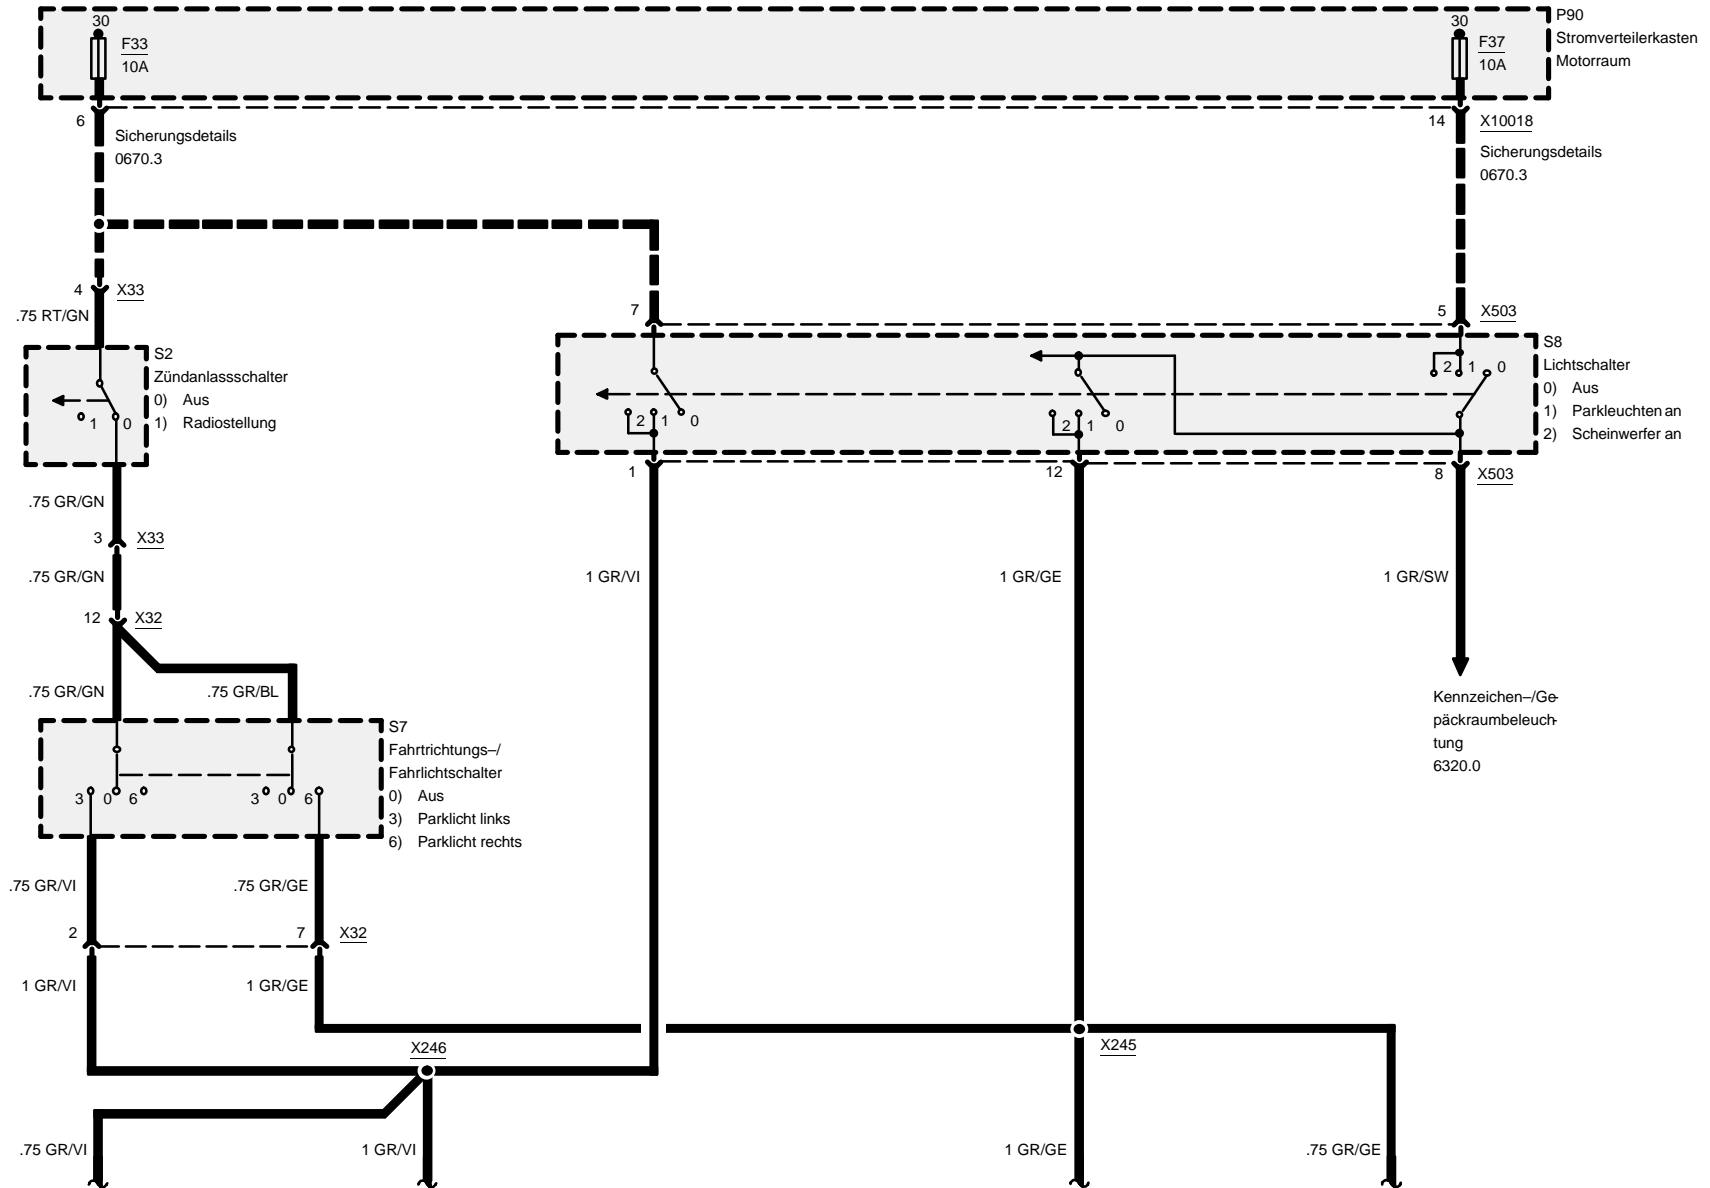 30
F33
10A
30
F37
10A
P90
Stromverteilerkasten
Motorraum
6
Sicherungsdetails
0670.3
14
X10018
Sicherungsdetails
0670.3
4
X33
.75 RT/GN
7
5
X503
S2
Zündanlassschalter
0) Aus
1) Radiostellung
1
0
2
1
0
2
1
0
2
1
0
S8
Lichtschalter
0) Aus
1) Parkleuchten an
2) Scheinwerfer an
1
12
8
X503
.75 GR/GN
3
X33
.75 GR/GN
1 GR/VI
1 GR/GE
1 GR/SW
12
X32
.75 GR/GN
.75 GR/BL
Kennzeichen–/Ge-
päckraumbeleuch-
tung
6320.0
S7
Fahrtrichtungs–/
Fahrlichtschalter
0) Aus
3) Parklicht links
6) Parklicht rechts
3
0
6
3
0
6
.75 GR/VI
.75 GR/GE
2
7
X32
1 GR/VI
1 GR/GE
X246
X245
.75 GR/VI
1 GR/VI
1 GR/GE
.75 GR/GE